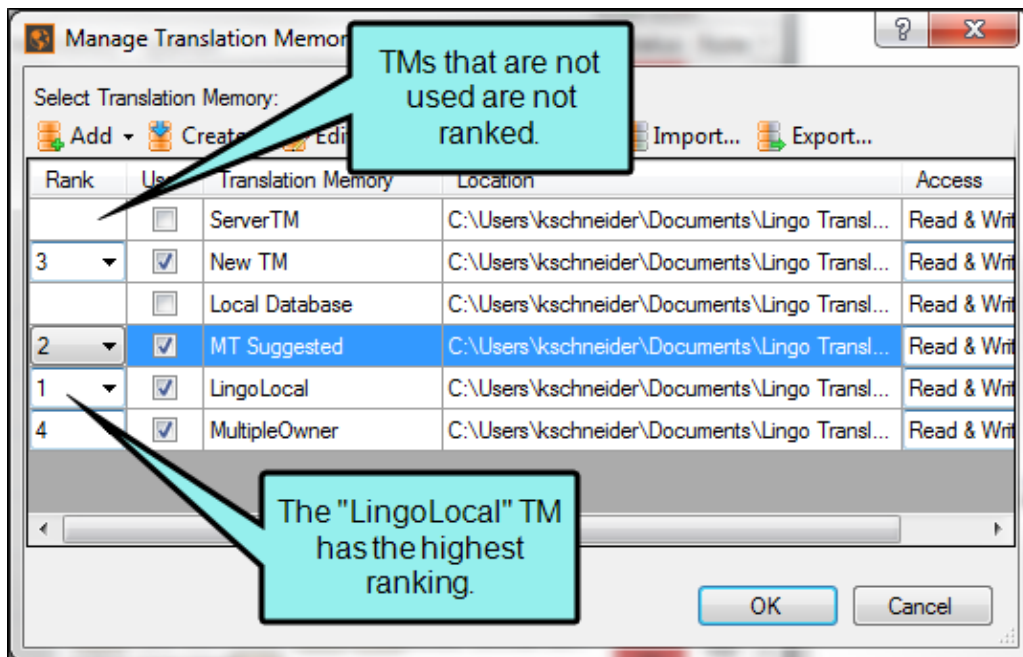 Manage Translation Memor
TMs that are not
used are not
ranked.
Select Translation Memory:
Add Create Edi Import... Export...
Rank Use Translation Memory Location Access
ServerTM C:\Users\kschneider\Documents\Lingo Transl... Read & Writ
3 New TM C:\Users\kschneider\Documents\Lingo Transl... Read & Writ
Local Database C:\Users\kschneider\Documents\Lingo Transl... Read & Writ
2 MT Suggested C:\Users\kschneider\Documents\Lingo Transl... Read & Writ
1 LingoLocal C:\Users\kschneider\Documents\Lingo Transl... Read & Writ
4 MultipleOwner C:\Users\kschneider\Documents\Lingo Transl... Read & Writ
The "LingoLocal" TM
has the highest
ranking.
OK Cancel